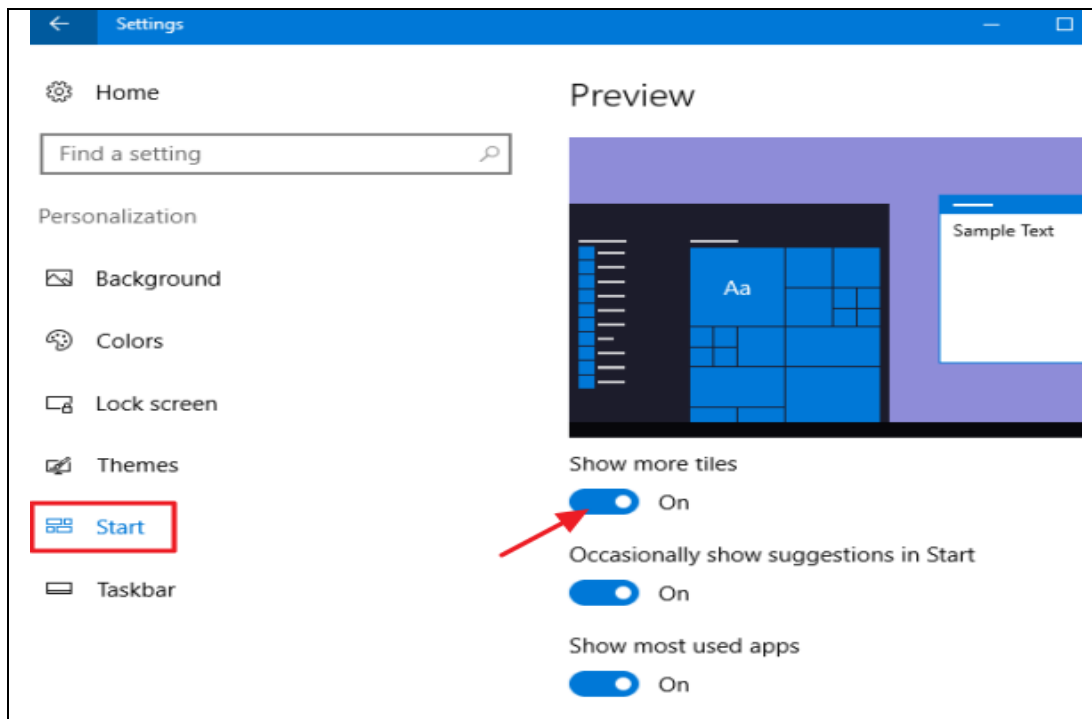 Settings
Home
Find a setting
Personalization
Background
Colors
Lock screen
Themes
Start
Taskbar
Preview
Sample Text
Aa
Show more tiles
On
Occasionally show suggestions in Start
On
Show most used apps
On